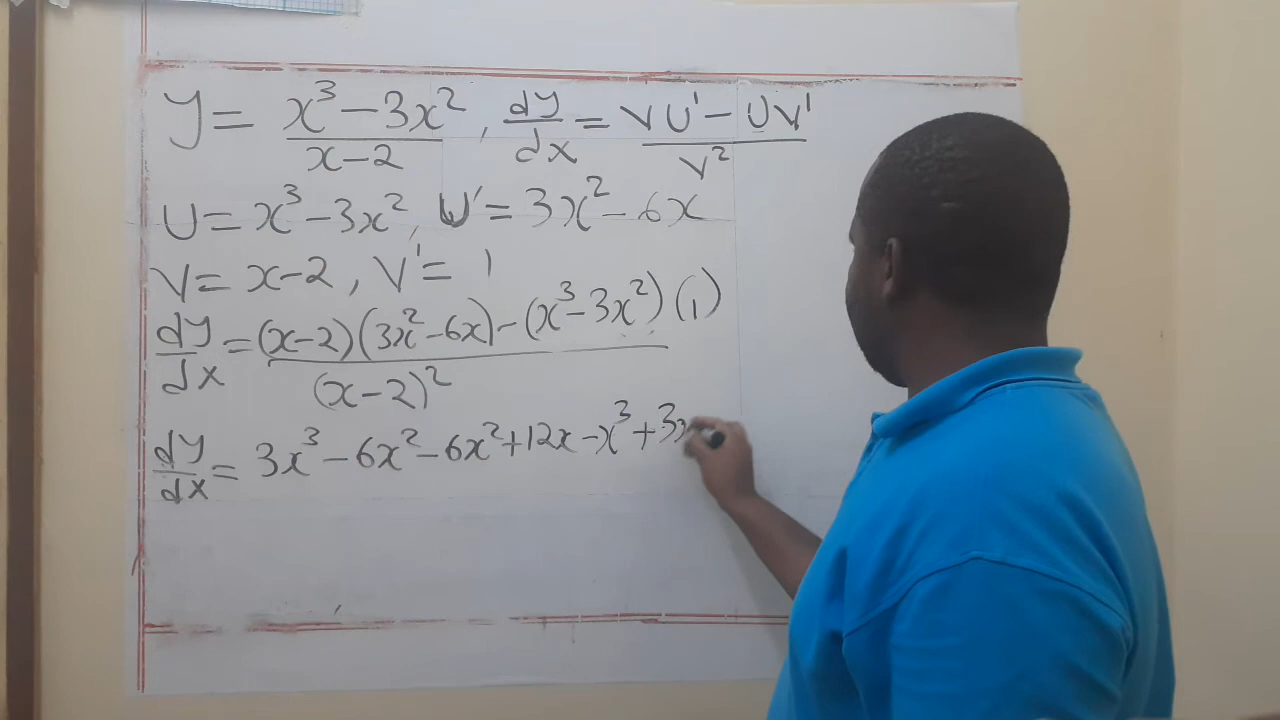 y = (x³ - 3x²)/(x - 2), dy/dx = (VU' - UV')/V²
U = x³ - 3x², U' = 3x² - 6x
V = x - 2, V' = 1
dy/dx = ((x - 2)(3x² - 6x) - (x³ - 3x²)(1))/(x - 2)²
dy/dx = 3x³ - 6x² - 6x² + 12x - x³ + 3x